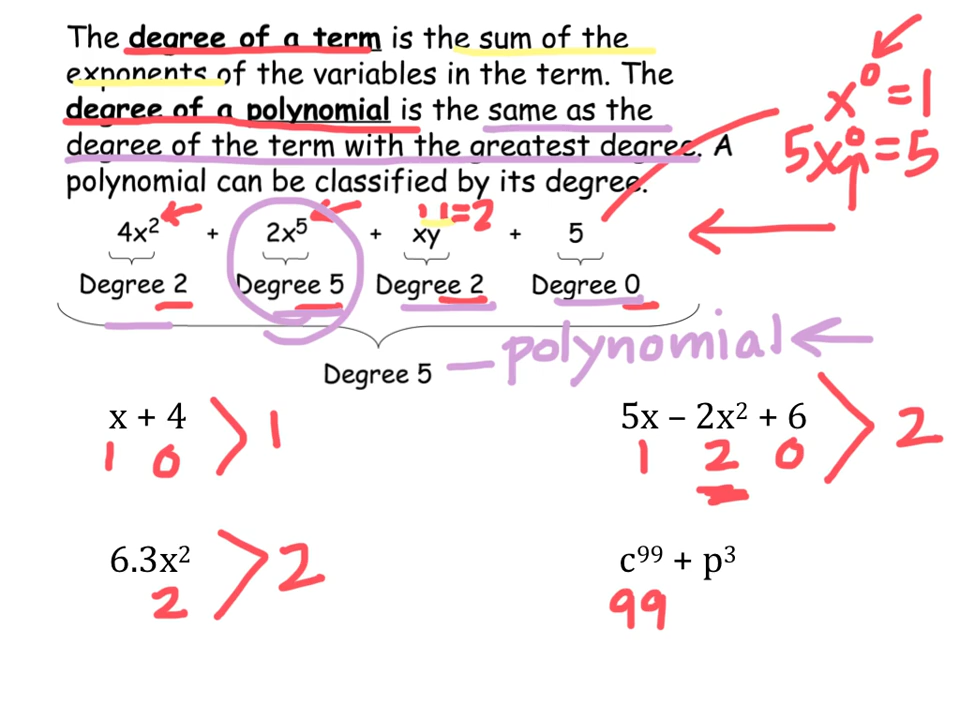 The degree of a term is the sum of the
exponents of the variables in the term. The
degree of a polynomial is the same as the
degree of the term with the greatest degree. A
polynomial can be classified by its degree.
x⁰ = 1
5x⁰ = 5
11=2
4x² + 2x⁵ + xy + 5
Degree 2 Degree 5 Degree 2 Degree 0
Degree 5 — polynomial
x + 4 > 1
1 0
5x – 2x² + 6 > 2
1 2 0
6.3x² > 2
2
c⁹⁹ + p³
99